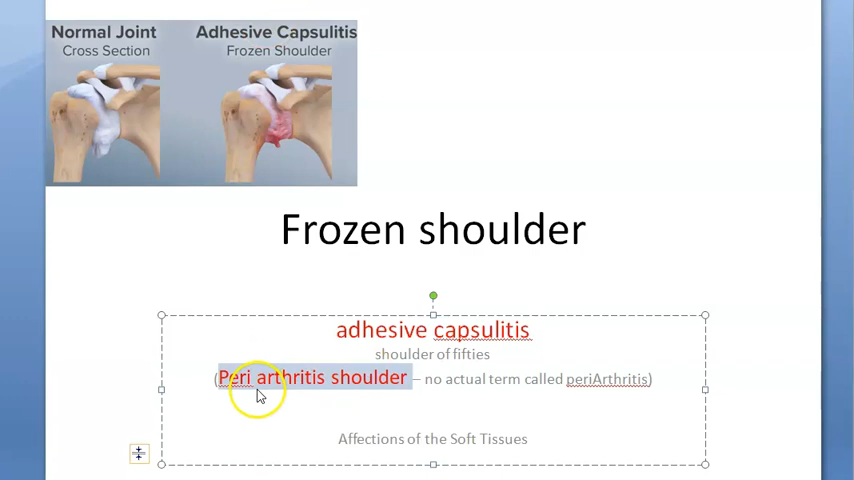 Normal Joint
Cross Section
Adhesive Capsulitis
Frozen Shoulder
Frozen shoulder
adhesive capsulitis
shoulder of fifties
(Peri arthritis shoulder – no actual term called periArthritis)
Affections of the Soft Tissues